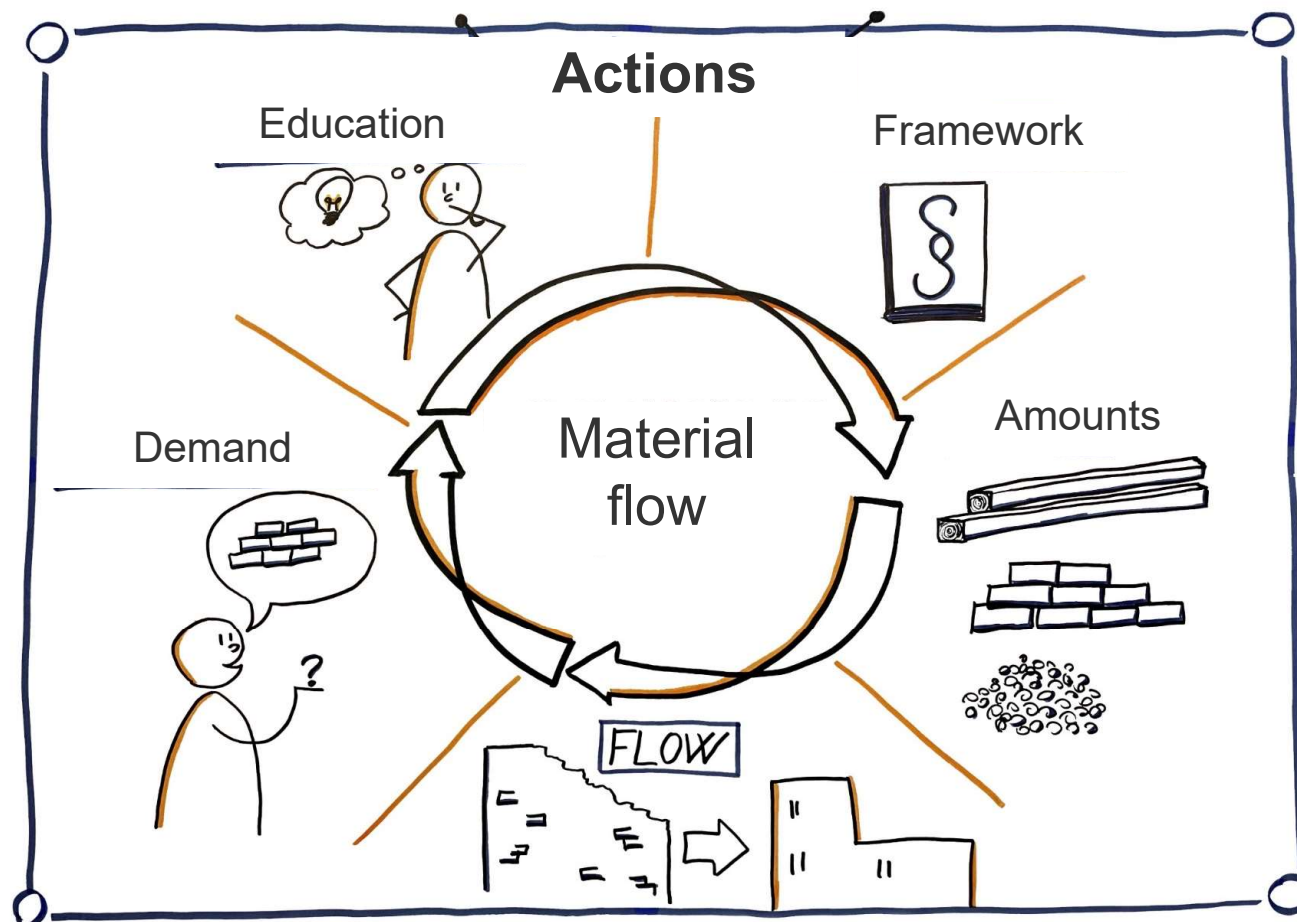 Actions
Education
Framework
§
Demand
Material
flow
Amounts
?
FLOW